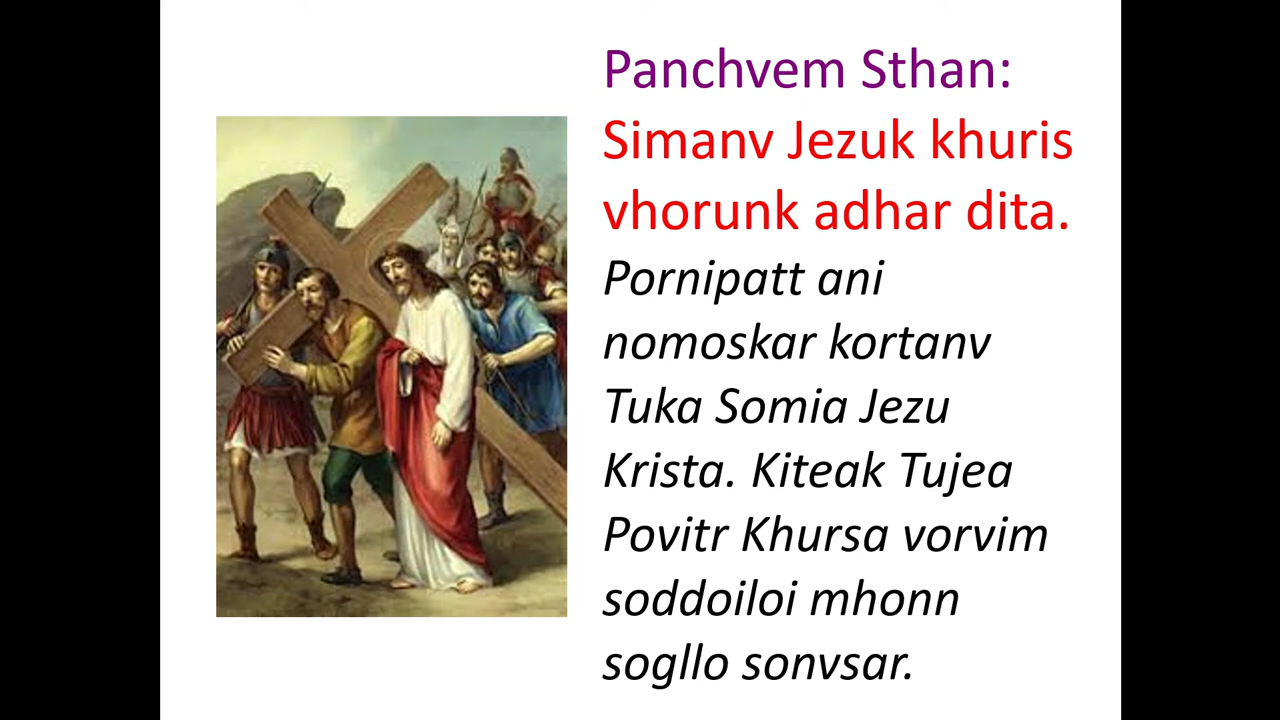 Panchvem Sthan:
Simanv Jezuk khuris
vhorunk adhar dita.
Pornipatt ani
nomoskar kortanv
Tuka Somia Jezu
Krista. Kiteak Tujea
Povitr Khursa vorvim
soddoiloi mhonn
sogllo sonvsar.